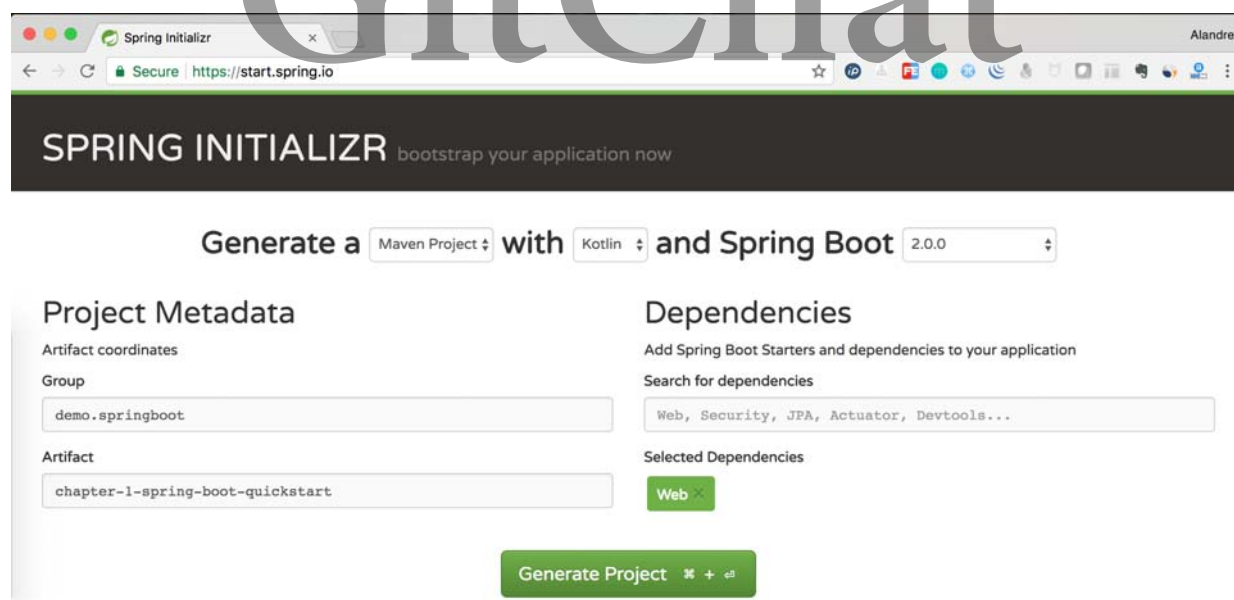 GitChat
Spring Initializr
Alandre
Secure https://start.spring.io
SPRING INITIALIZR bootstrap your application now
Generate a Maven Project with Kotlin and Spring Boot 2.0.0
Project Metadata
Artifact coordinates
Group
demo.springboot
Artifact
chapter-1-spring-boot-quickstart
Dependencies
Add Spring Boot Starters and dependencies to your application
Search for dependencies
Web, Security, JPA, Actuator, Devtools...
Selected Dependencies
Web ×
Generate Project ⌘ + ⏎